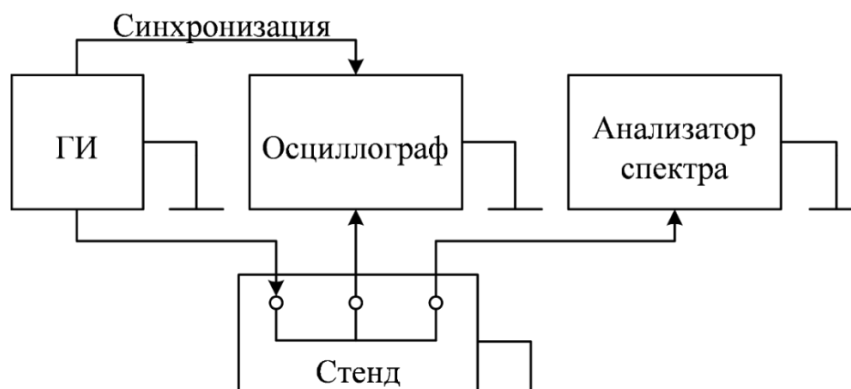 Синхронизация
ГИ
Осциллограф
Анализатор
спектра
Стенд